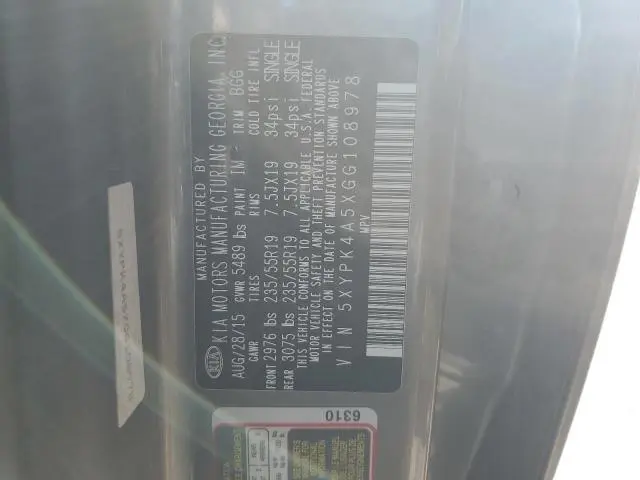 MANUFACTURED BY
KIA KIA MOTORS MANUFACTURING GEORGIA, INC.
AUG/28/15 GVWR 5489 lbs PAINT IM TRIM BGG
GAWR TIRES RIMS COLD TIRE INFL
FRONT 2976 lbs 235/55R19 7.5JX19 34psi SINGLE
REAR 3075 lbs 235/55R19 7.5JX19 34psi SINGLE
THIS VEHICLE CONFORMS TO ALL APPLICABLE U.S.A. FEDERAL
MOTOR VEHICLE SAFETY AND THEFT PREVENTION STANDARDS
IN EFFECT ON THE DATE OF MANUFACTURE SHOWN ABOVE
VIN 5XYPK4A5XGG108978
MPV
6310